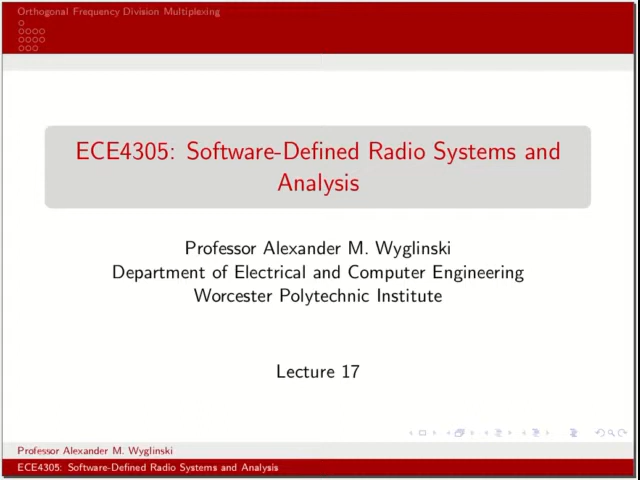 Orthogonal Frequency Division Multiplexing
ECE4305: Software-Defined Radio Systems and
Analysis
Professor Alexander M. Wyglinski
Department of Electrical and Computer Engineering
Worcester Polytechnic Institute
Lecture 17
Professor Alexander M. Wyglinski
ECE4305: Software-Defined Radio Systems and Analysis